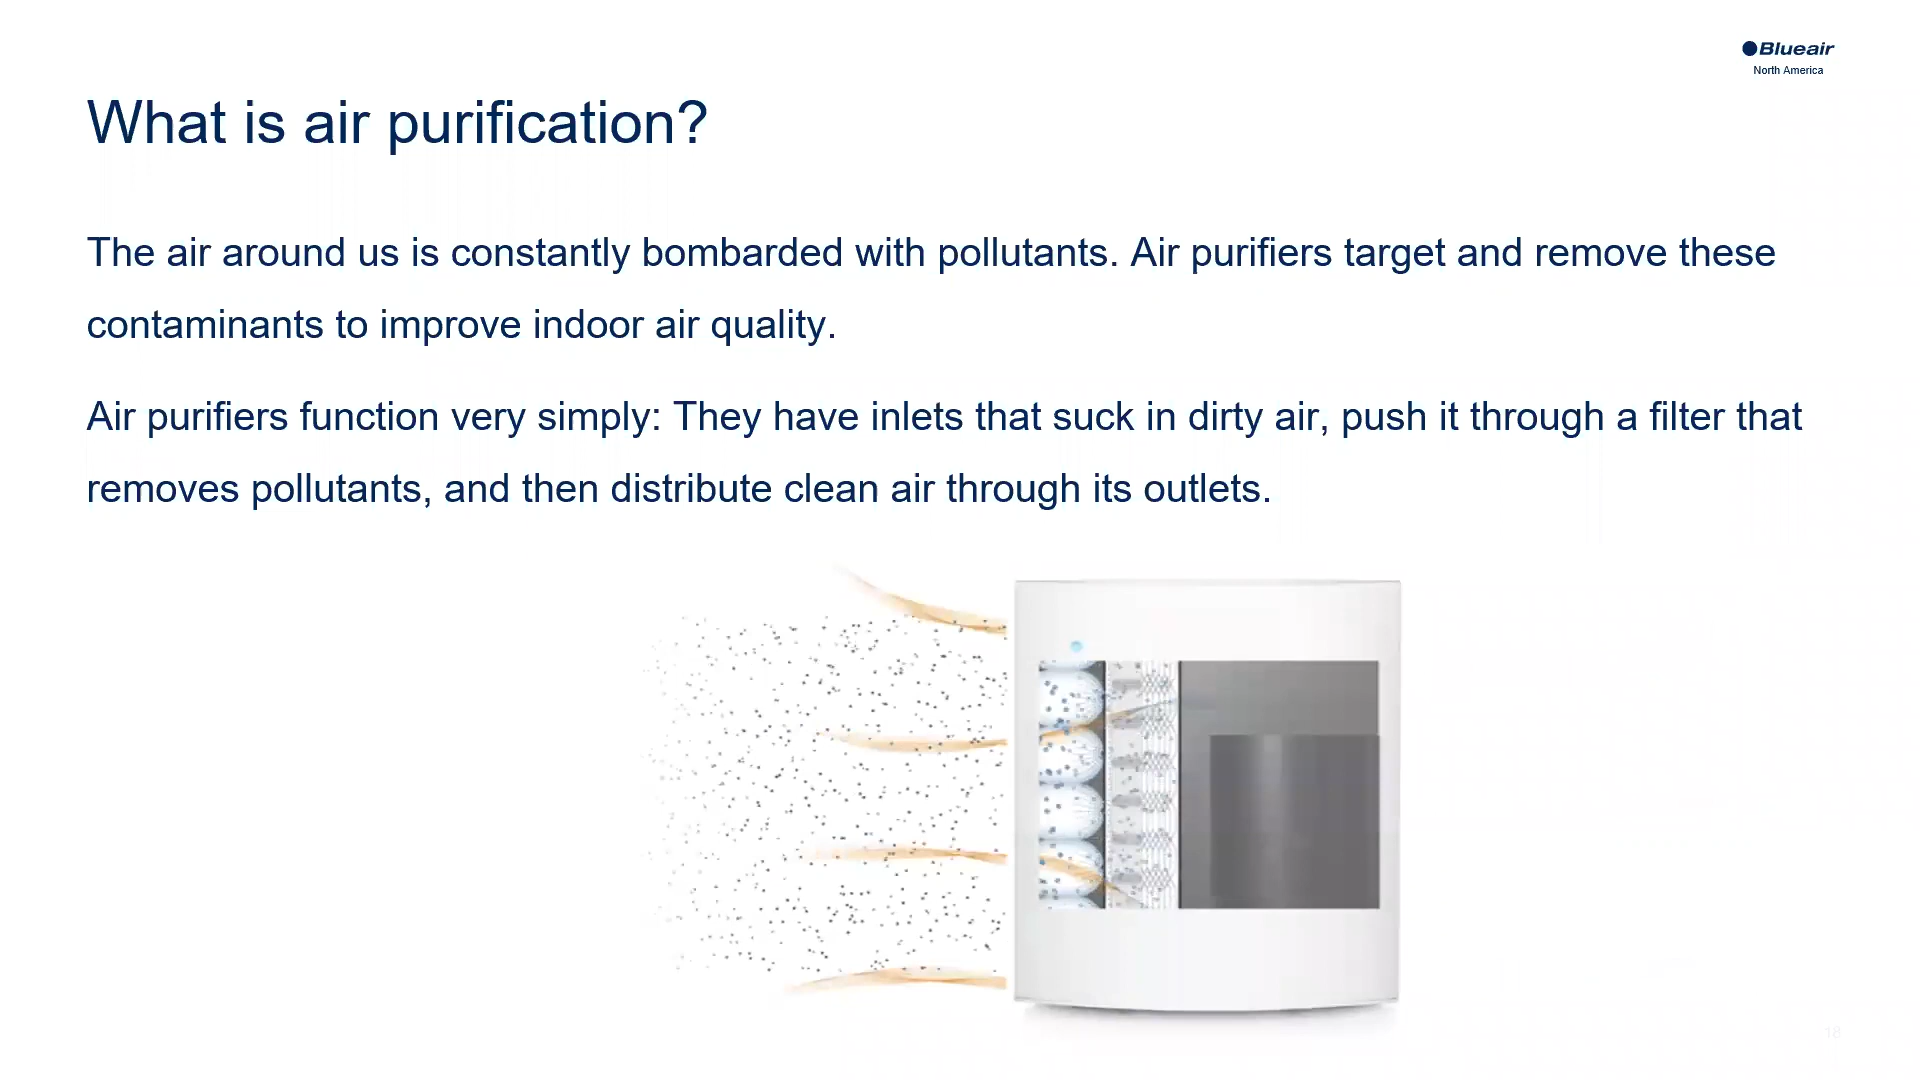 Blueair
North America
What is air purification?
The air around us is constantly bombarded with pollutants. Air purifiers target and remove these
contaminants to improve indoor air quality.
Air purifiers function very simply: They have inlets that suck in dirty air, push it through a filter that
removes pollutants, and then distribute clean air through its outlets.
18